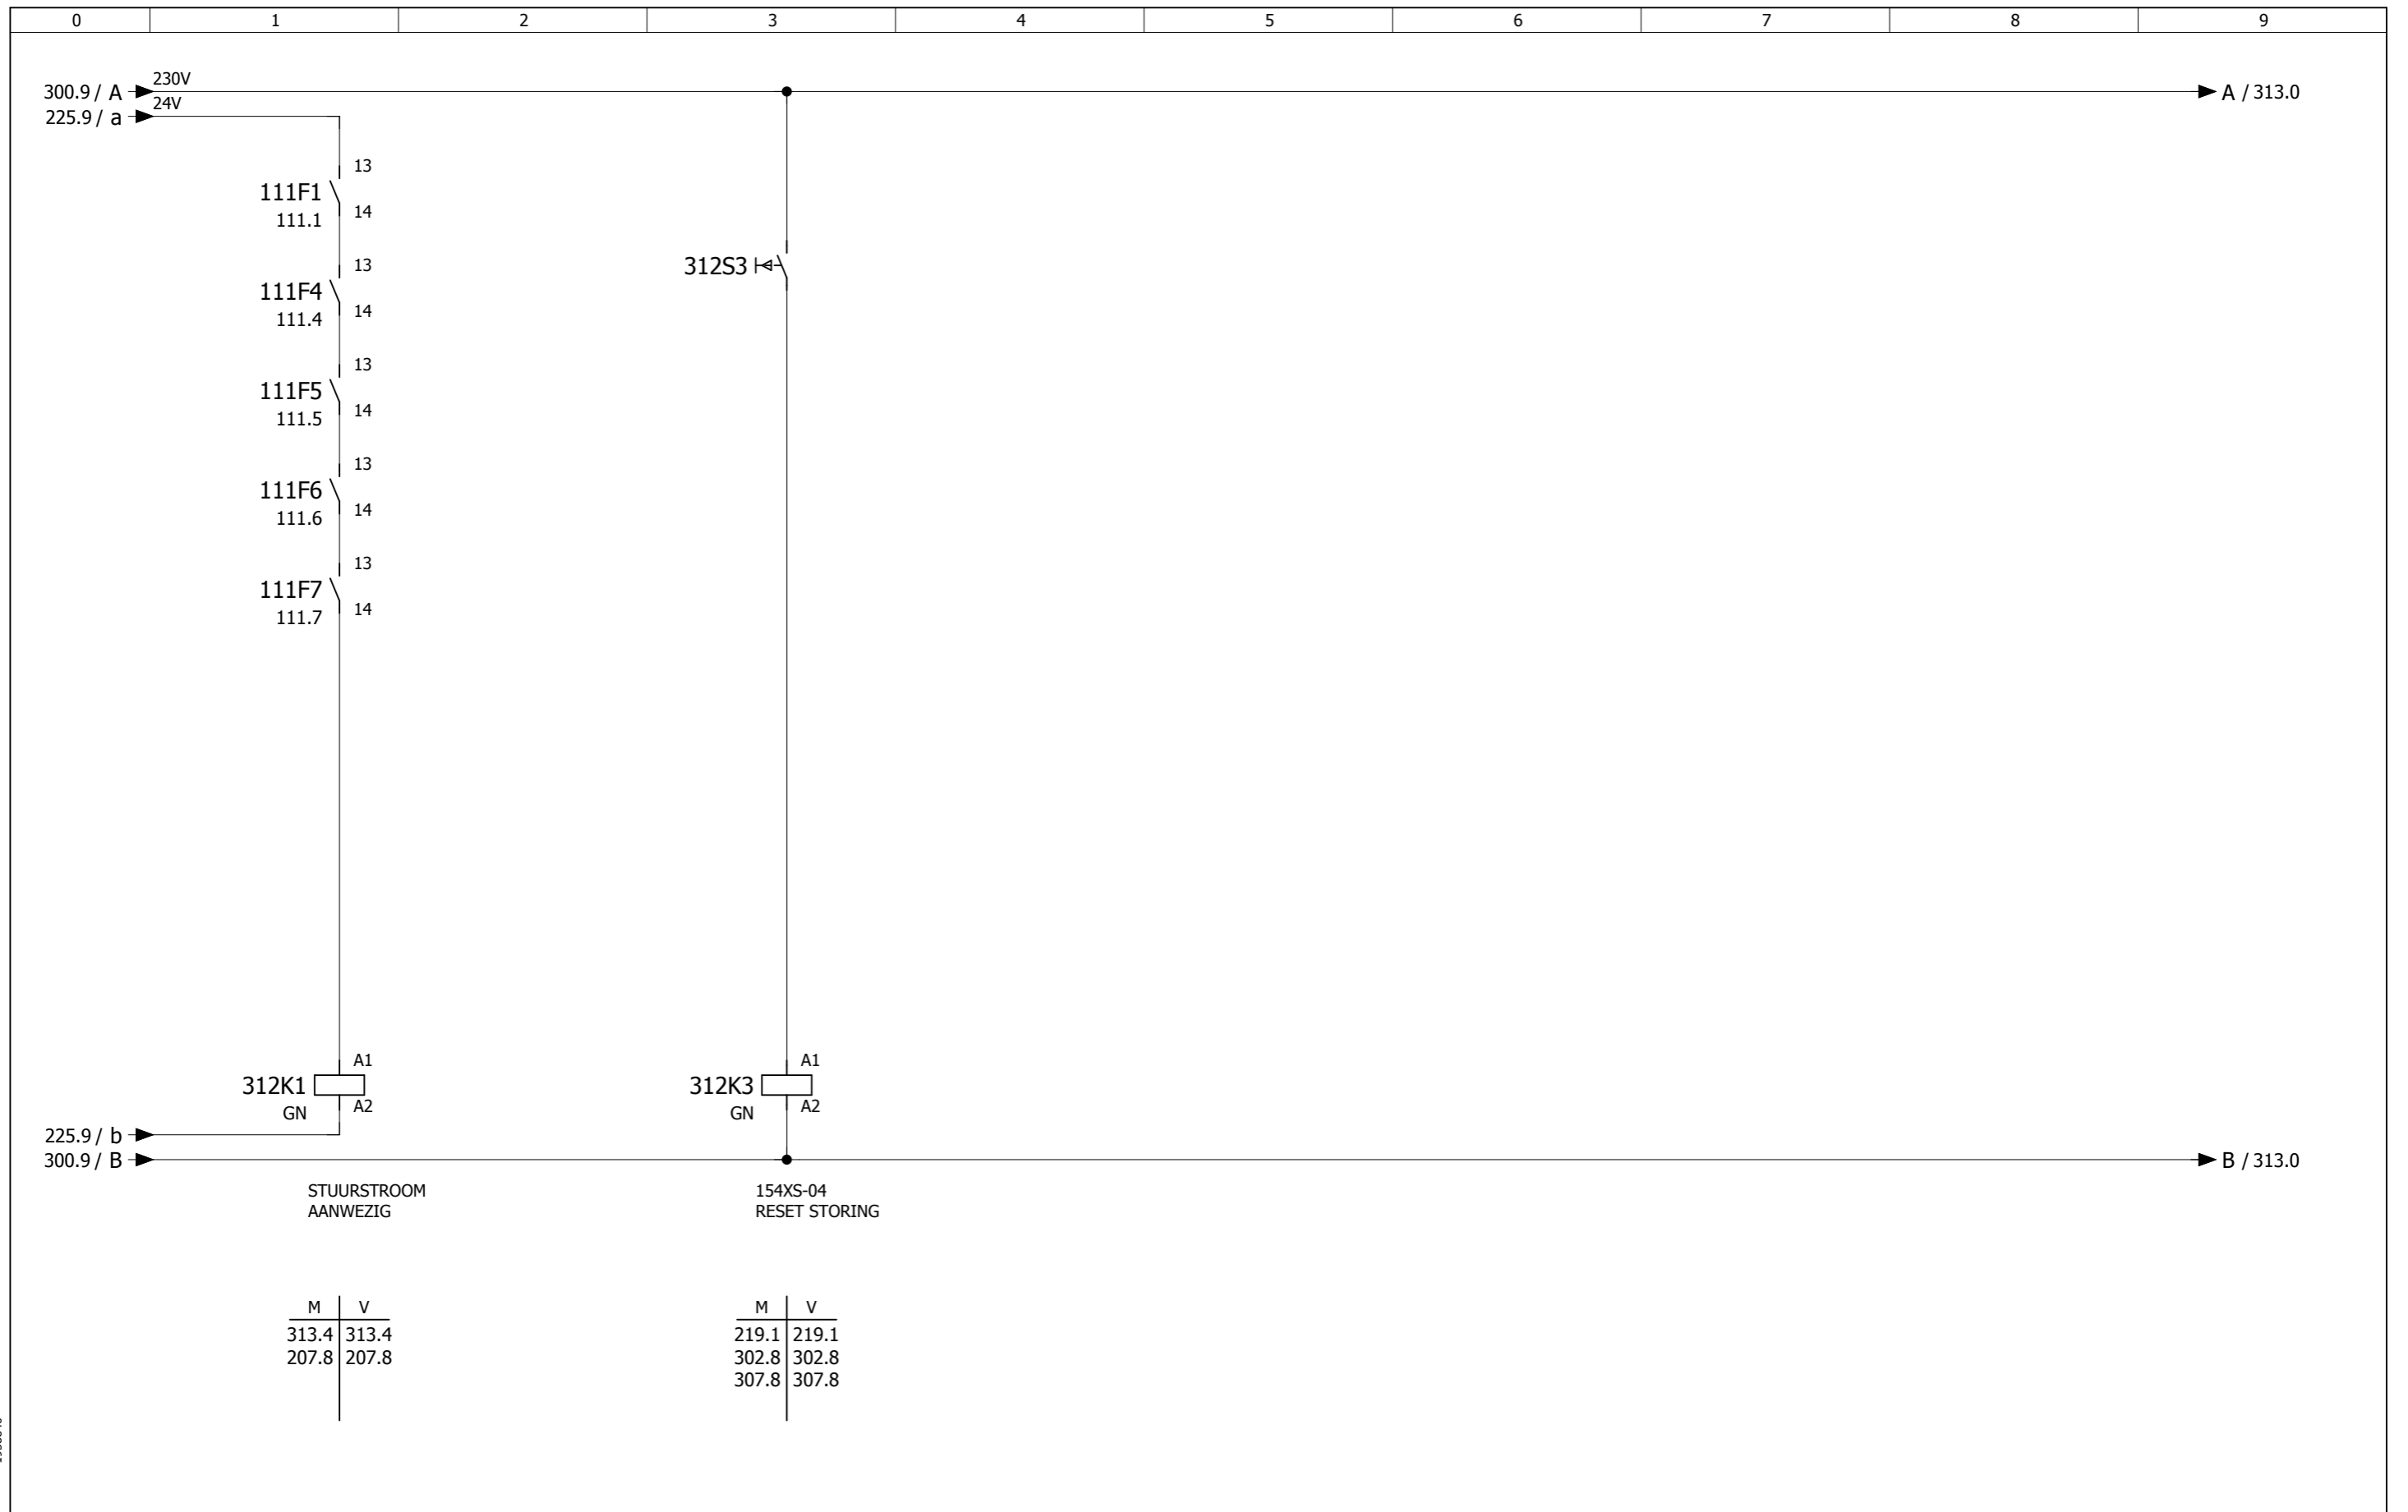 0 1 2 3 4 5 6 7 8 9
230V
300.9 / A
A / 313.0
24V
225.9 / a
13
111F1
14
111.1
13
111F4
14
111.4
13
111F5
14
111.5
13
111F6
14
111.6
13
111F7
14
111.7
312S3
A1
312K1
A2
GN
A1
312K3
A2
GN
225.9 / b
300.9 / B
B / 313.0
STUURSTROOM
AANWEZIG
154XS-04
RESET STORING
M V
313.4 313.4
207.8 207.8
M V
219.1 219.1
302.8 302.8
307.8 307.8